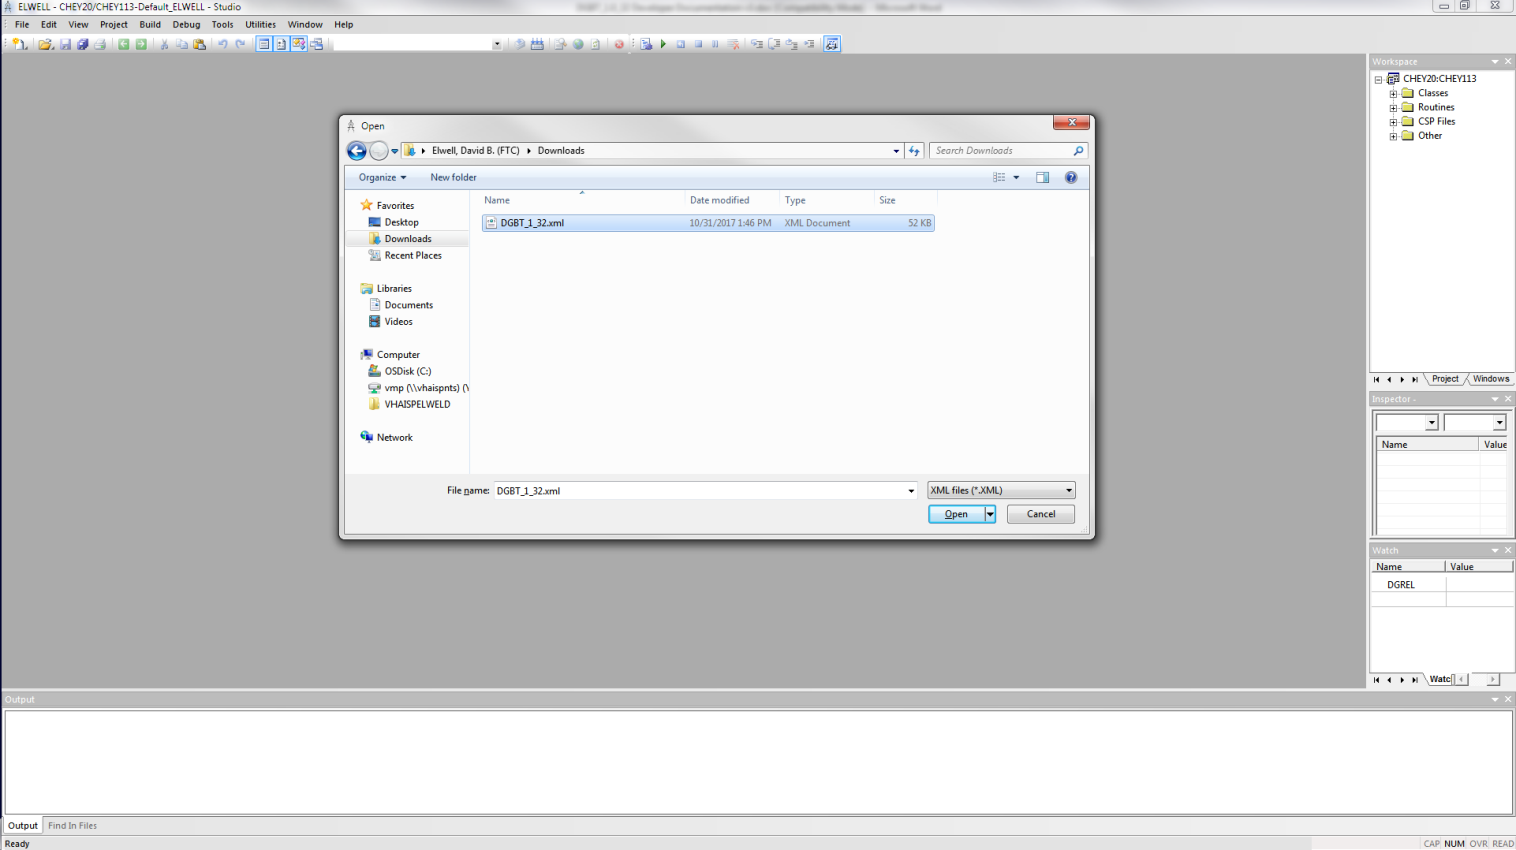 ELWELL - CHEY20/CHEY113-Default_ELWELL - Studio
File Edit View Project Build Debug Tools Utilities Window Help
Workspace
CHEY20:CHEY113
Classes
Routines
CSP Files
Other
Project Windows
Open
Elwell, David B. (FTC) Downloads
Search Downloads
Organize New folder
Name Date modified Type Size
DGBT_1_32.xml 10/31/2017 1:46 PM XML Document 52 KB
Favorites
Desktop
Downloads
Recent Places
Libraries
Documents
Videos
Computer
OSDisk (C:)
vmp (\\vhaispnts) (
VHAISPELWELD
Network
File name: DGBT_1_32.xml XML files (*.XML)
Open Cancel
Inspector -
Name Value
Watch
Name Value
DGREL
Watc
Output
Output Find In Files
Ready CAP NUM OVR READ